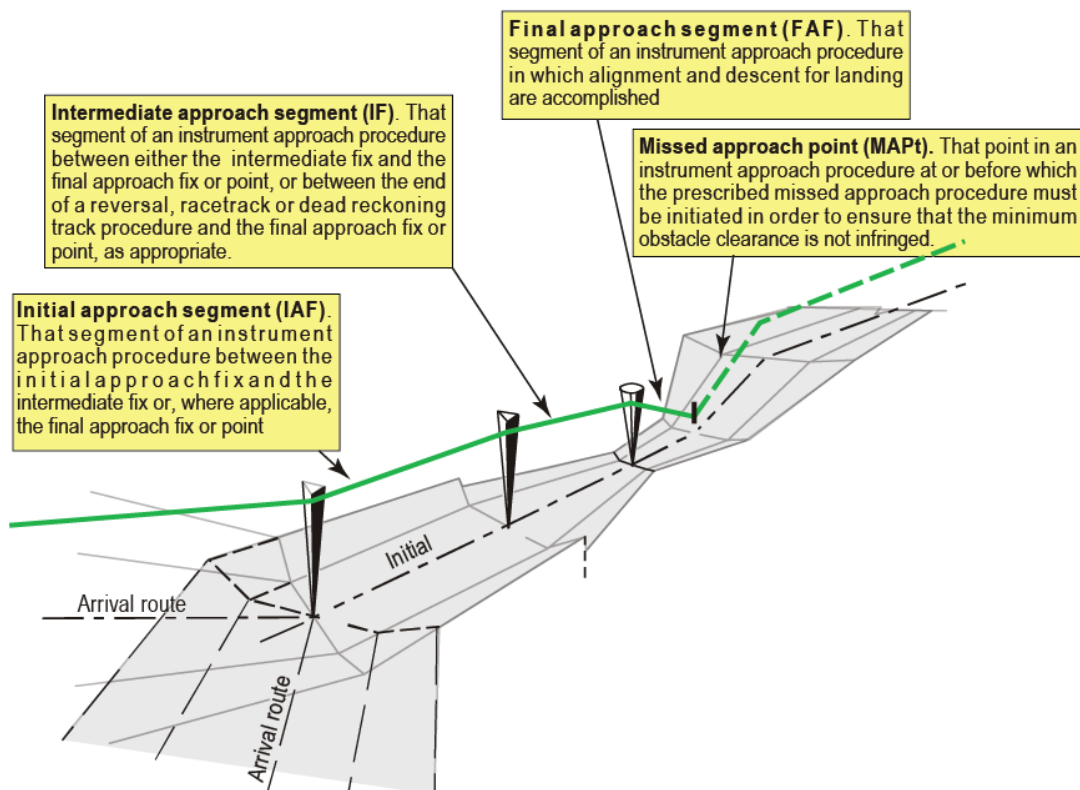 Final approach segment (FAF). That
segment of an instrument approach procedure
in which alignment and descent for landing
are accomplished
Intermediate approach segment (IF). That
segment of an instrument approach procedure
between either the intermediate fix and the
final approach fix or point, or between the end
of a reversal, racetrack or dead reckoning
track procedure and the final approach fix or
point, as appropriate.
Missed approach point (MAPt). That point in an
instrument approach procedure at or before which
the prescribed missed approach procedure must
be initiated in order to ensure that the minimum
obstacle clearance is not infringed.
Initial approach segment (IAF).
That segment of an instrument
approach procedure between the
initial approach fix and the
intermediate fix or, where applicable,
the final approach fix or point
Initial
Arrival route
Arrival route